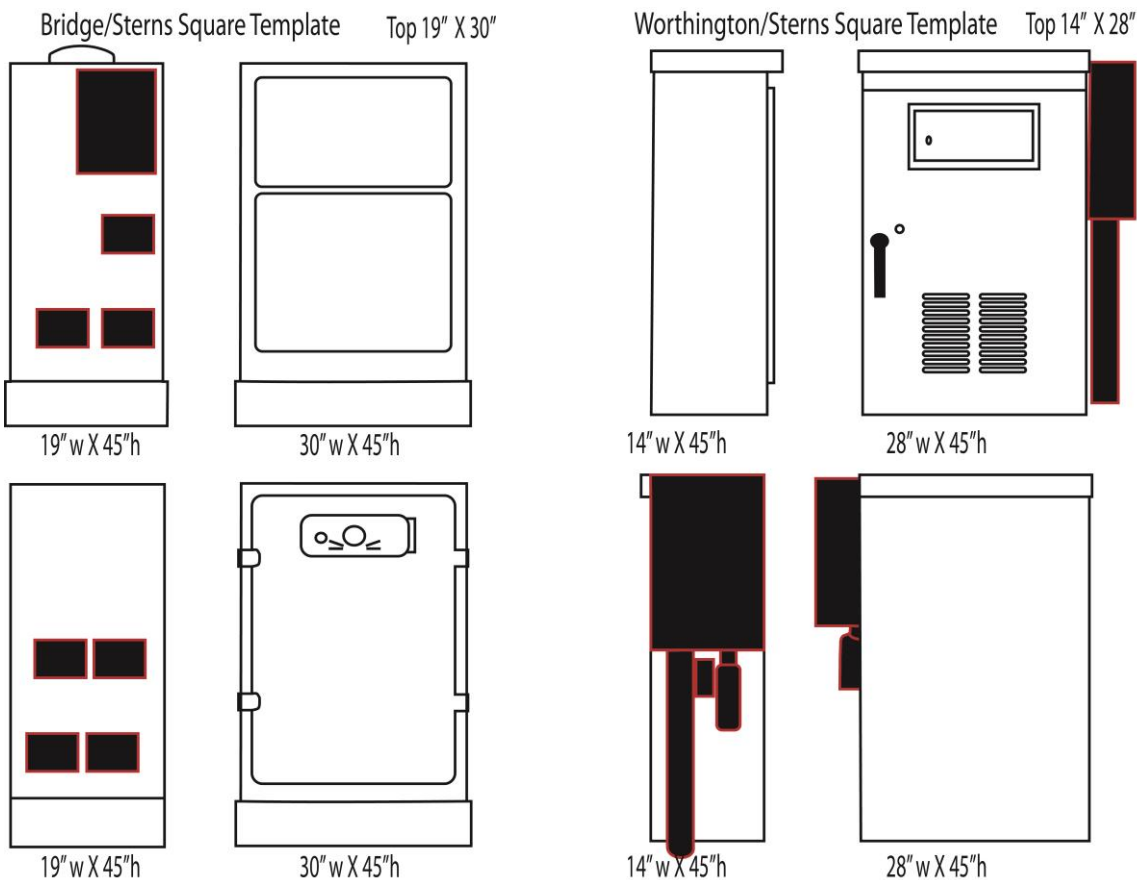 Bridge/Sterns Square Template Top 19” X 30”
19” w X 45”h
30” w X 45”h
19” w X 45”h
30” w X 45”h
Worthington/Sterns Square Template Top 14” X 28”
14” w X 45”h
28” w X 45”h
14” w X 45”h
28” w X 45”h